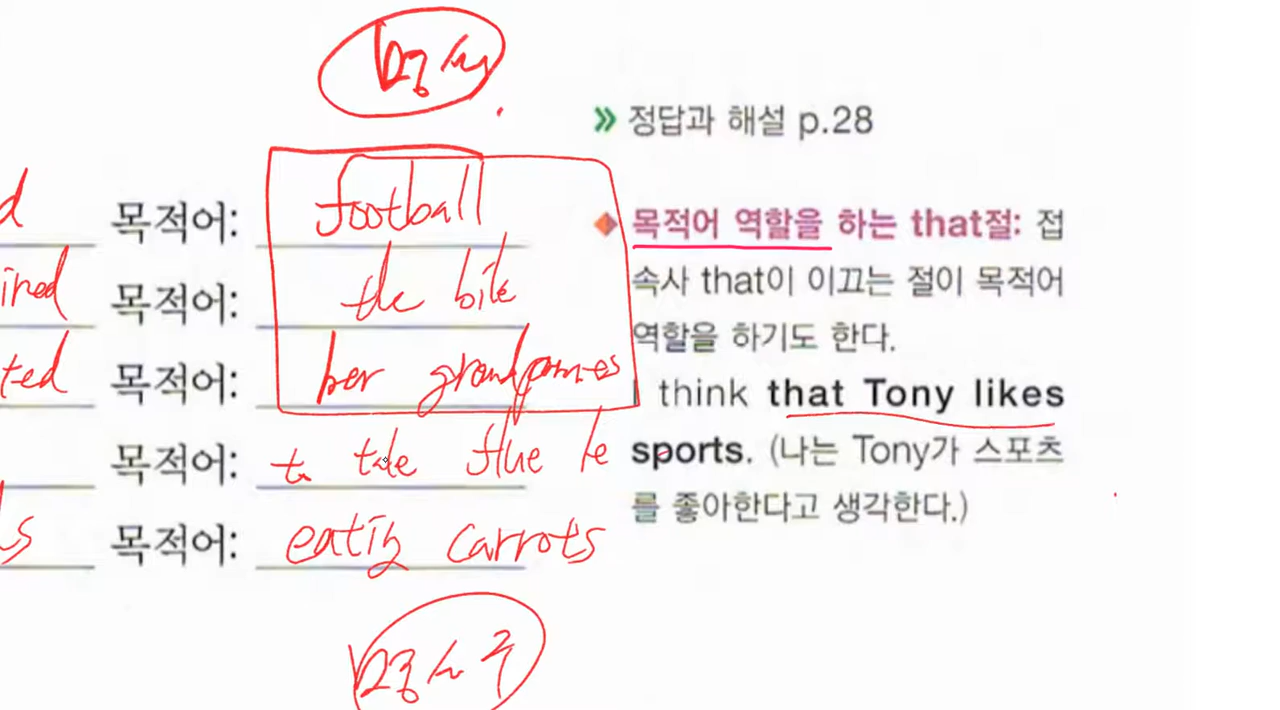 명사
정답과 해설 p.28
d 목적어: football
목적어 역할을 하는 that절: 접
ired 목적어: the bike
속사 that이 이끄는 절이 목적어
역할을 하기도 한다.
ted 목적어: her grandparents
I think that Tony likes
목적어: to take the le
sports. (나는 Tony가 스포츠
를 좋아한다고 생각한다.)
s 목적어: eating carrots
명사구